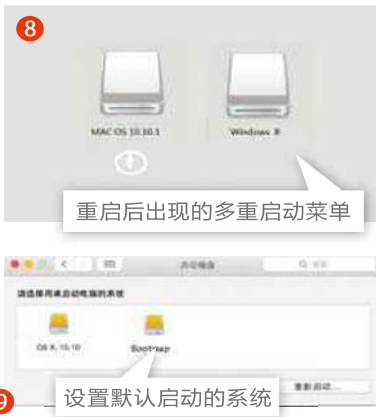 8
MAC OS 10.10.1
Windows 8
重启后出现的多重启动菜单
启动磁盘
请选择用来启动电脑的系统
OS X, 10.10
Bootcamp
重新启动...
9
设置默认启动的系统